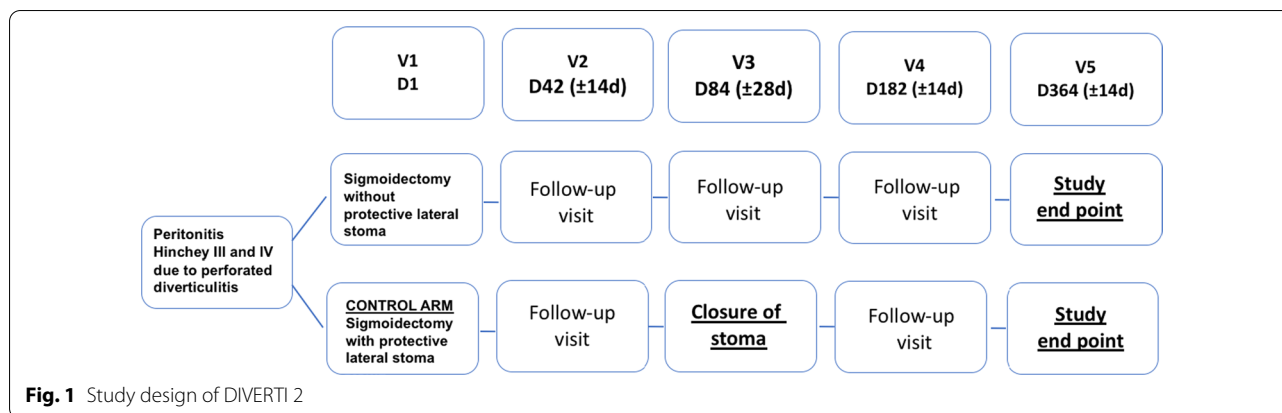 V1
D1
V2
D42 (±14d)
V3
D84 (±28d)
V4
D182 (±14d)
V5
D364 (±14d)
Peritonitis
Hinchey III and IV
due to perforated
diverticulitis
Sigmoidectomy
without
protective lateral
stoma
Follow-up
visit
Follow-up
visit
Follow-up
visit
Study
end point
CONTROL ARM
Sigmoidectomy
with protective
lateral stoma
Follow-up
visit
Closure of
stoma
Follow-up
visit
Study
end point
Fig. 1 Study design of DIVERTI 2